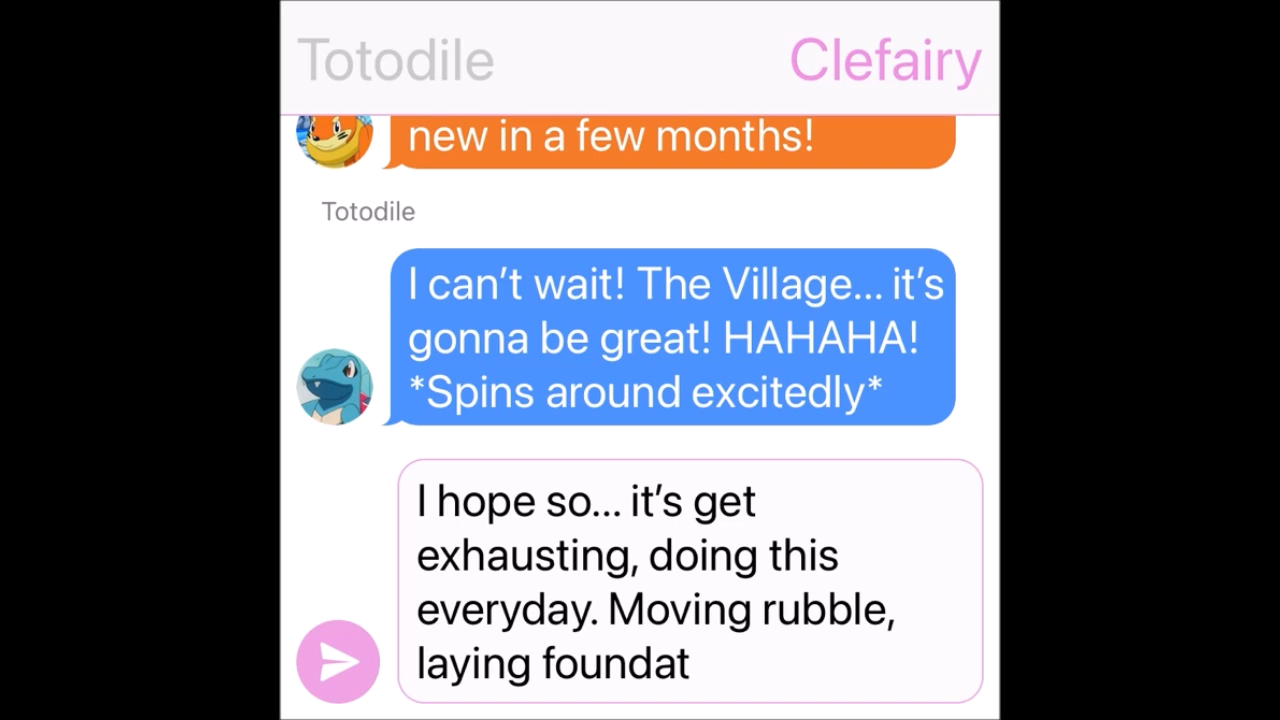 Totodile Clefairy
new in a few months!
Totodile
I can’t wait! The Village... it’s
gonna be great! HAHAHA!
*Spins around excitedly*
I hope so... it’s get
exhausting, doing this
everyday. Moving rubble,
laying foundat